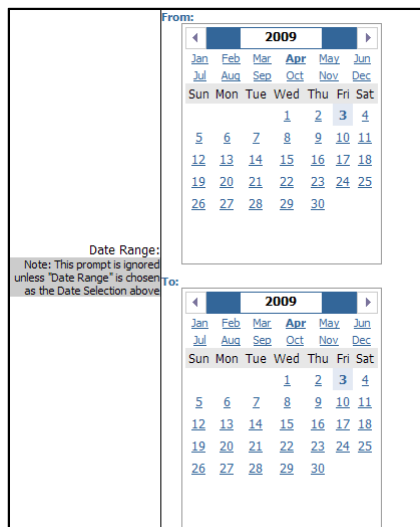 From:
2009
Jan Feb Mar Apr May Jun
Jul Aug Sep Oct Nov Dec
Sun Mon Tue Wed Thu Fri Sat
1 2 3 4
5 6 7 8 9 10 11
12 13 14 15 16 17 18
19 20 21 22 23 24 25
26 27 28 29 30
Date Range:
Note: This prompt is ignored
unless "Date Range" is chosen
as the Date Selection above
To:
2009
Jan Feb Mar Apr May Jun
Jul Aug Sep Oct Nov Dec
Sun Mon Tue Wed Thu Fri Sat
1 2 3 4
5 6 7 8 9 10 11
12 13 14 15 16 17 18
19 20 21 22 23 24 25
26 27 28 29 30